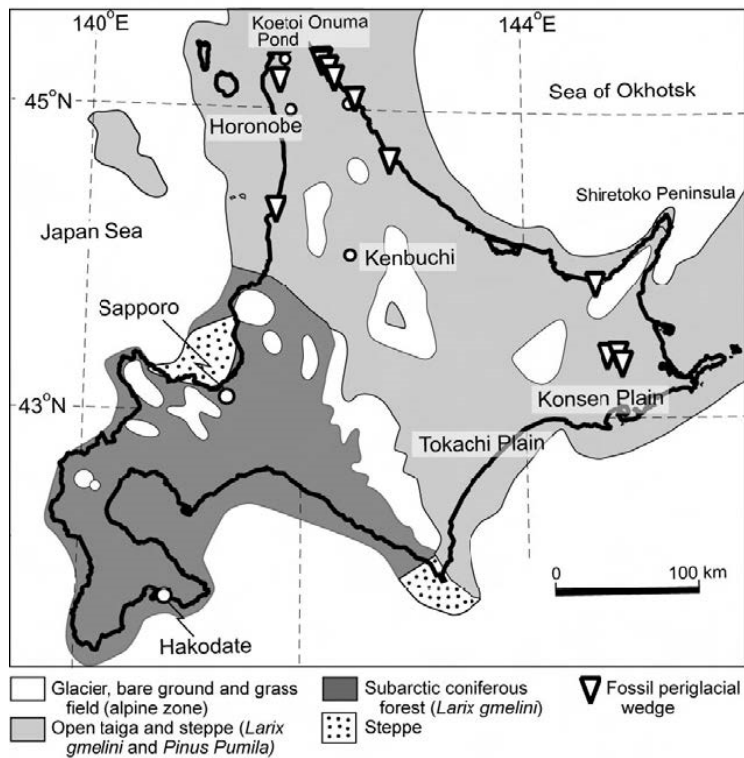 140°E
144°E
Koetoi Onuma
Pond
45°N
Sea of Okhotsk
Horonobe
Shiretoko Peninsula
Japan Sea
Kenbuchi
Sapporo
43°N
Konsen Plain
Tokachi Plain
0 100 km
Hakodate
Glacier, bare ground and grass
field (alpine zone)
Open taiga and steppe (Larix
gmelini and Pinus Pumila)
Subarctic coniferous
forest (Larix gmelini)
Steppe
Fossil periglacial
wedge